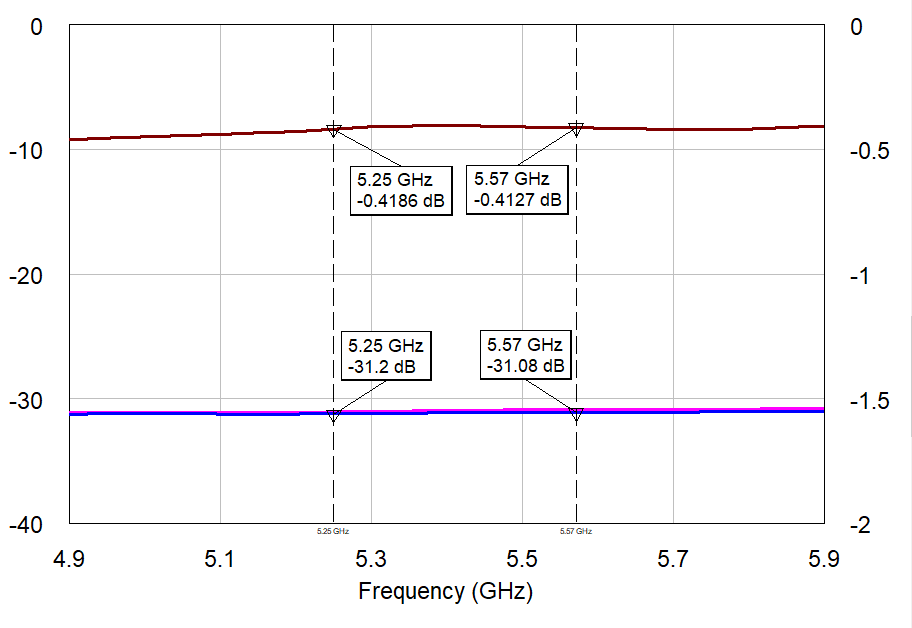 0
0
-10
-0.5
5.25 GHz
-0.4186 dB
5.57 GHz
-0.4127 dB
-20
-1
5.25 GHz
-31.2 dB
5.57 GHz
-31.08 dB
-30
-1.5
-40
-2
5.25 GHz
5.57 GHz
4.9
5.1
5.3
5.5
5.7
5.9
Frequency (GHz)